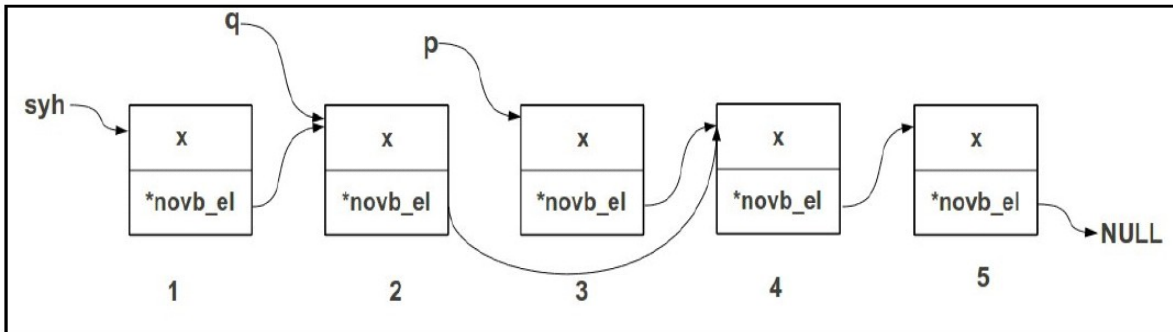 q
p
syh
x x x x x
*novb_el *novb_el *novb_el *novb_el *novb_el
NULL
1 2 3 4 5